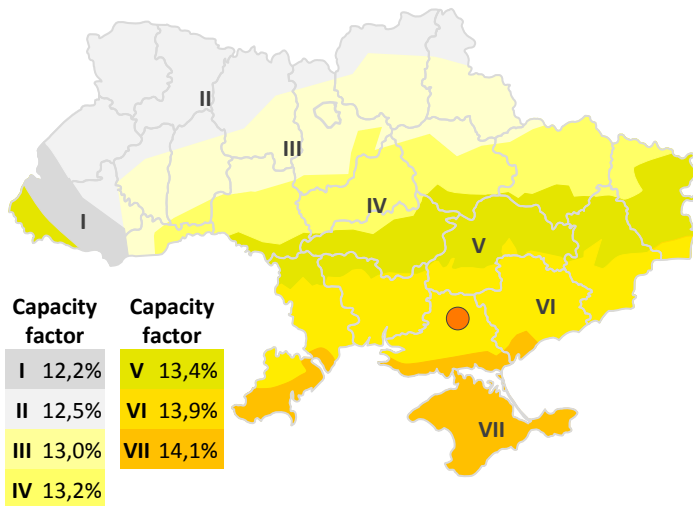 II
III
I
IV
V
VI
VII
Capacity factor
I 12,2%
II 12,5%
III 13,0%
IV 13,2%
Capacity factor
V 13,4%
VI 13,9%
VII 14,1%